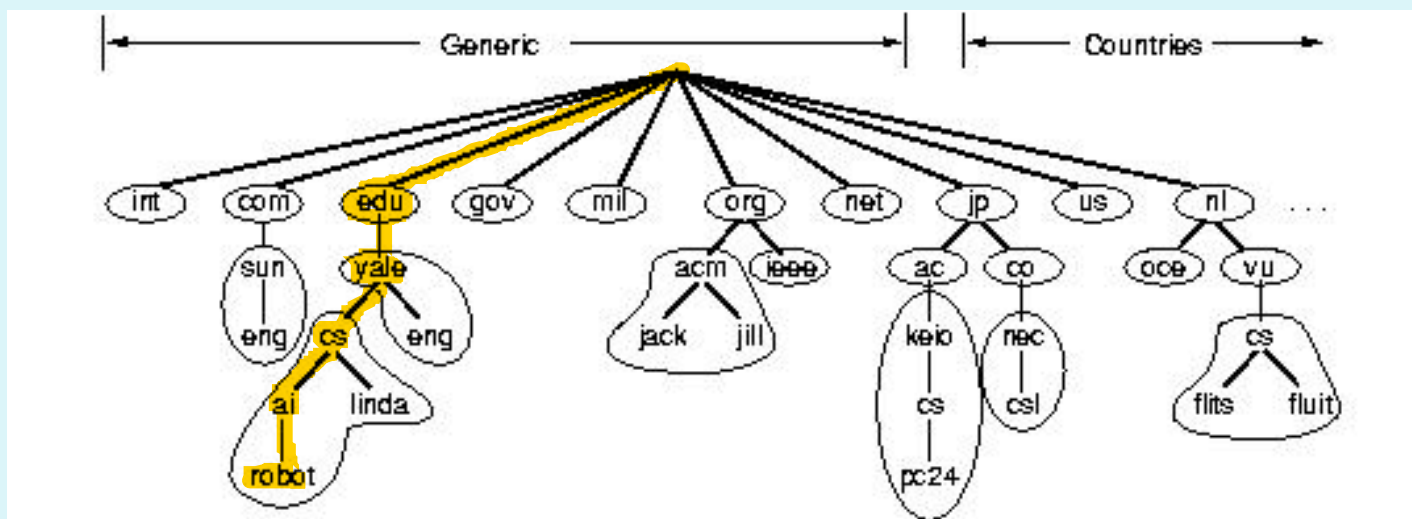 Generic Countries
int com edu gov mil org net jp us nl ....
sun yale acm ieee ac co oce vu
eng cs eng jack jill keio nec cs
ai linda cs csl flits fluit
robot pc24